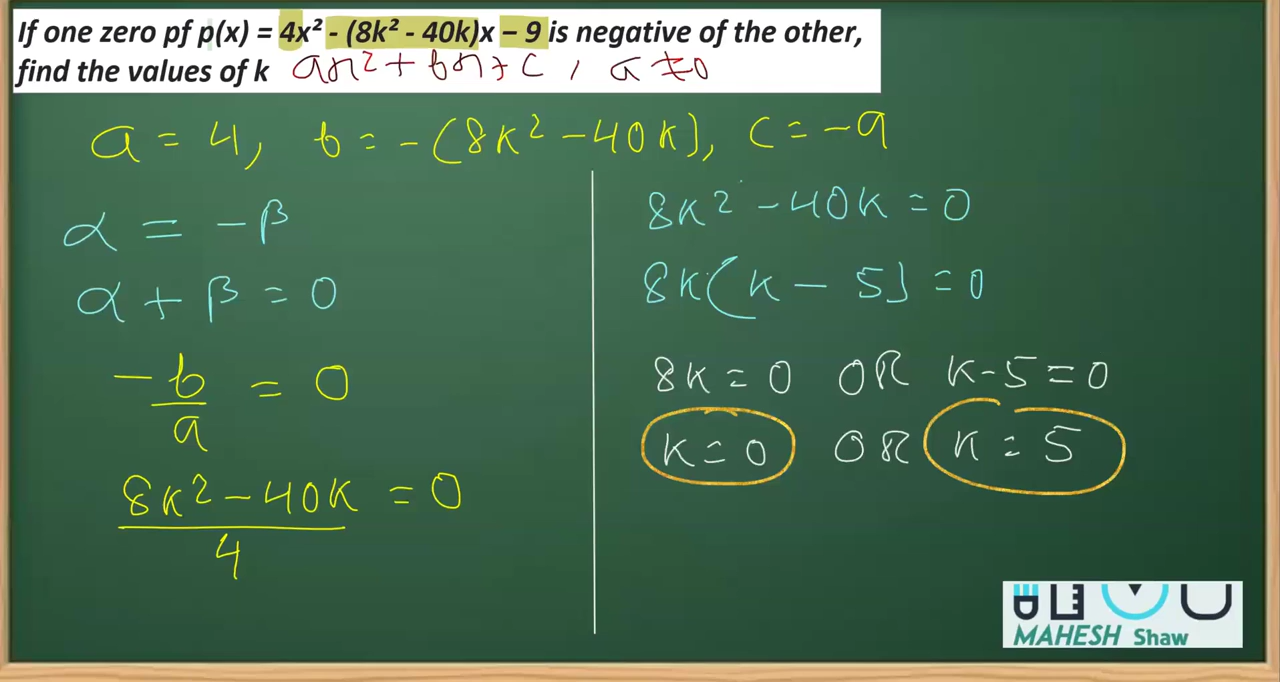 If one zero pf p(x) = 4x² - (8k² - 40k)x – 9 is negative of the other,
find the values of k ax² + bx + c , a ≠ 0
a = 4, b = -(8k² - 40k), c = -9
α = -β
α + β = 0
-b/a = 0
8k² - 40k / 4 = 0
8k² - 40k = 0
8k(k - 5) = 0
8k = 0 OR k-5 = 0
k = 0 OR k = 5
MAHESH Shaw